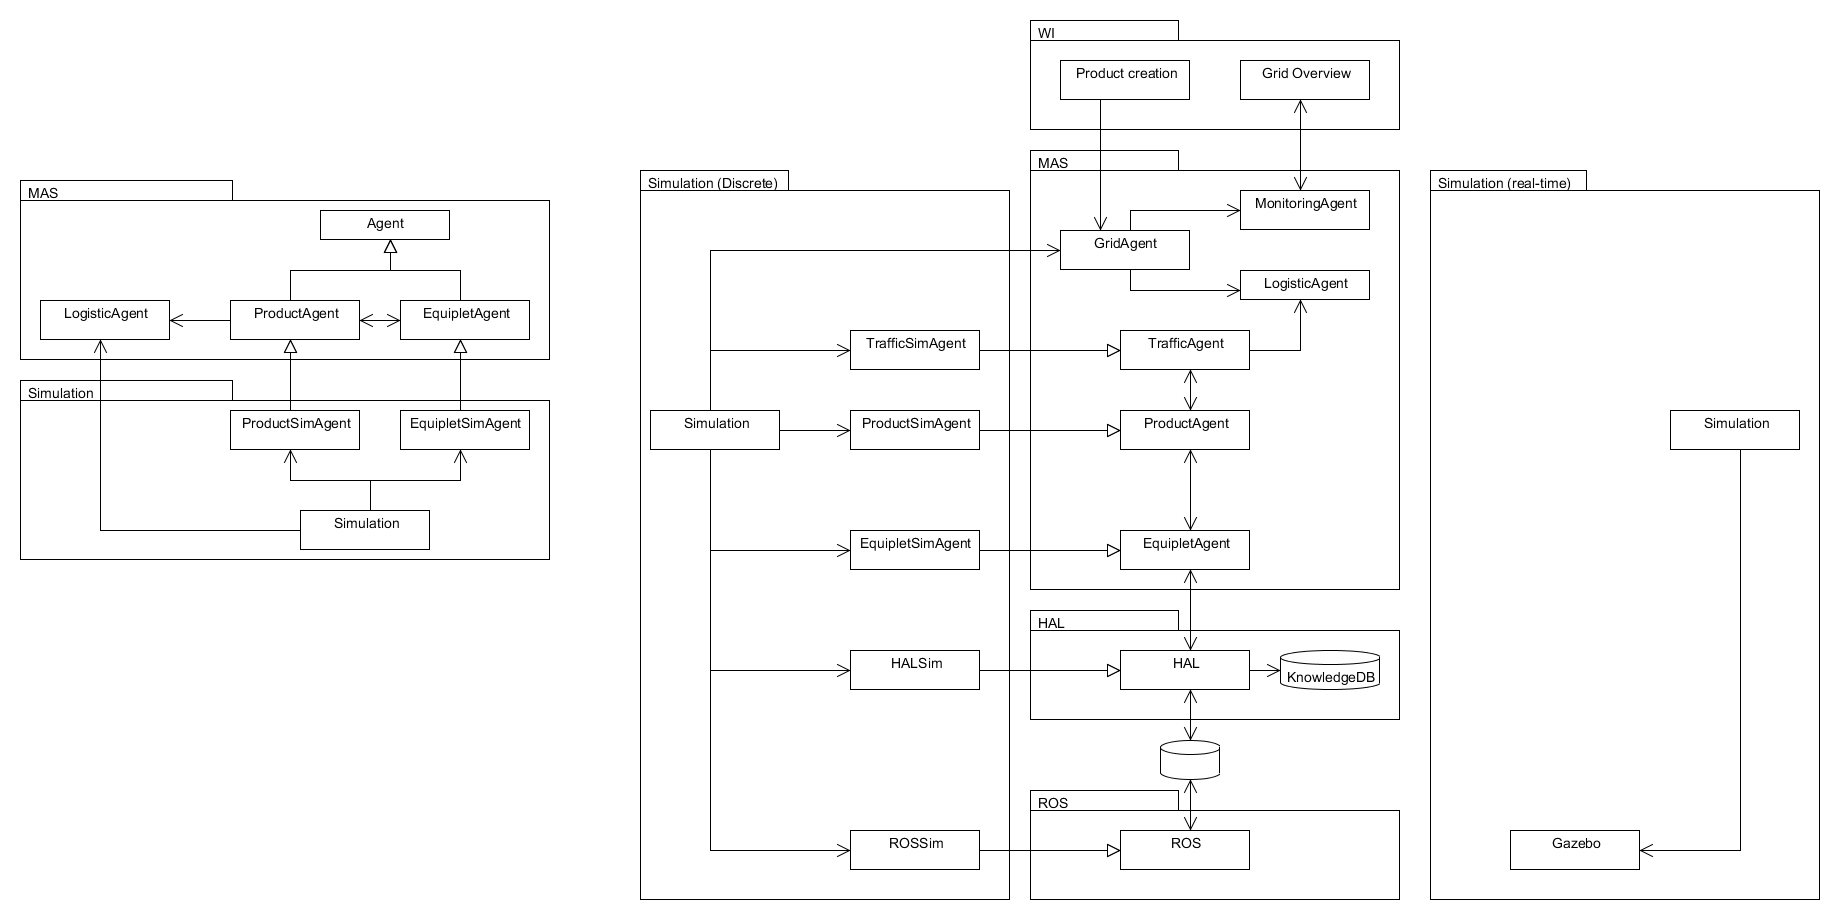 MAS
Agent
LogisticAgent
ProductAgent
EquipletAgent
Simulation
ProductSimAgent
EquipletSimAgent
Simulation
Simulation (Discrete)
TrafficSimAgent
Simulation
ProductSimAgent
EquipletSimAgent
HALSim
ROSSim
WI
Product creation
Grid Overview
MAS
MonitoringAgent
GridAgent
LogisticAgent
TrafficAgent
ProductAgent
EquipletAgent
HAL
HAL
KnowledgeDB
ROS
ROS
Simulation (real-time)
Simulation
Gazebo